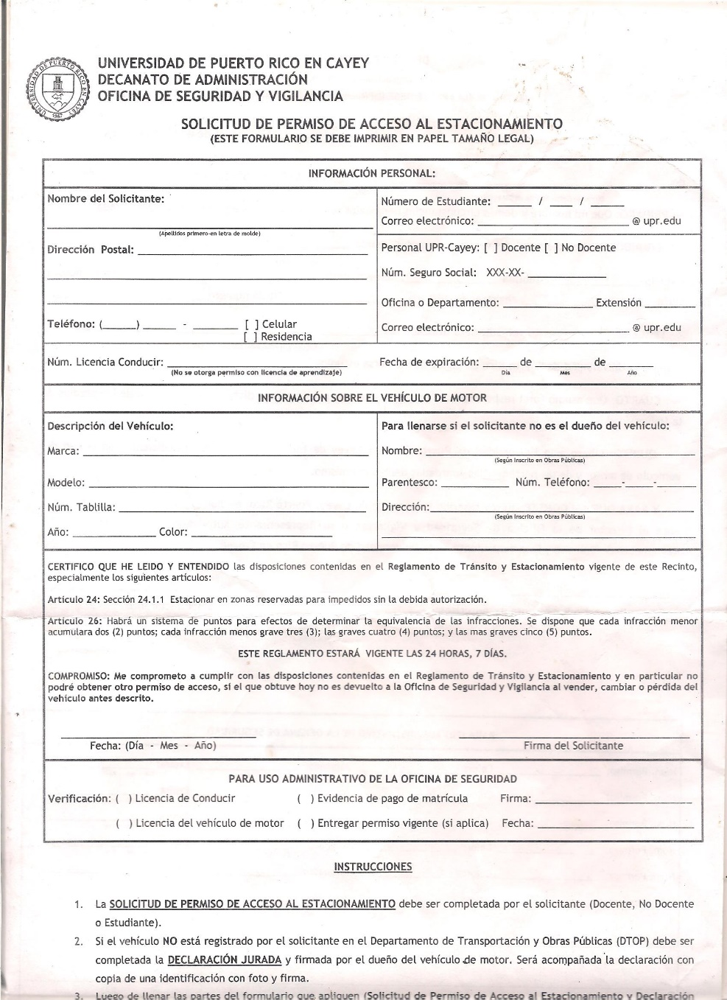 UNIVERSIDAD DE PUERTO RICO EN CAYEY
DECANATO DE ADMINISTRACIÓN
OFICINA DE SEGURIDAD Y VIGILANCIA
UNIVERSIDAD DE PUERTO RICO EN CAYEY
1967
SOLICITUD DE PERMISO DE ACCESO AL ESTACIONAMIENTO
(ESTE FORMULARIO SE DEBE IMPRIMIR EN PAPEL TAMAÑO LEGAL)
INFORMACIÓN PERSONAL:
Nombre del Solicitante:
(Apellidos primero-en letra de molde)
Dirección Postal: ____
Teléfono: (____) ____ - ____ [ ] Celular
[ ] Residencia
Número de Estudiante: ____ / ____ / ____
Correo electrónico: ____ @ upr.edu
Personal UPR-Cayey: [ ] Docente [ ] No Docente
Núm. Seguro Social: XXX-XX- ____
Oficina o Departamento: ____ Extensión ____
Correo electrónico: ____ @ upr.edu
Núm. Licencia Conducir: ____ Fecha de expiración: ____ de ____ de ____
(No se otorga permiso con licencia de aprendizaje) Día Mes Año
INFORMACIÓN SOBRE EL VEHÍCULO DE MOTOR
Descripción del Vehículo:
Marca: ____
Modelo: ____
Núm. Tablilla: ____
Año: ____ Color: ____
Para llenarse si el solicitante no es el dueño del vehículo:
Nombre: ____
(Según Inscrito en Obras Públicas)
Parentesco: ____ Núm. Teléfono: ____-____-____
Dirección: ____
(Según Inscrito en Obras Públicas)
CERTIFICO QUE HE LEIDO Y ENTENDIDO las disposiciones contenidas en el Reglamento de Tránsito y Estacionamiento vigente de este Recinto,
especialmente los siguientes artículos:
Articulo 24: Sección 24.1.1 Estacionar en zonas reservadas para impedidos sin la debida autorización.
Articulo 26: Habrá un sistema de puntos para efectos de determinar la equivalencia de las infracciones. Se dispone que cada infracción menor
acumulara dos (2) puntos; cada infracción menos grave tres (3); las graves cuatro (4) puntos; y las mas graves cinco (5) puntos.
ESTE REGLAMENTO ESTARÁ VIGENTE LAS 24 HORAS, 7 DÍAS.
COMPROMISO: Me comprometo a cumplir con las disposiciones contenidas en el Reglamento de Tránsito y Estacionamiento y en particular no
podré obtener otro permiso de acceso, si el que obtuve hoy no es devuelto a la Oficina de Seguridad y Vigilancia al vender, cambiar o pérdida del
vehículo antes descrito.
Fecha: (Día - Mes - Año) Firma del Solicitante
PARA USO ADMINISTRATIVO DE LA OFICINA DE SEGURIDAD
Verificación: ( ) Licencia de Conducir ( ) Evidencia de pago de matrícula Firma: ____
( ) Licencia del vehículo de motor ( ) Entregar permiso vigente (si aplica) Fecha: ____
INSTRUCCIONES
1. La SOLICITUD DE PERMISO DE ACCESO AL ESTACIONAMIENTO debe ser completada por el solicitante (Docente, No Docente
o Estudiante).
2. Si el vehículo NO está registrado por el solicitante en el Departamento de Transportación y Obras Públicas (DTOP) debe ser
completada la DECLARACIÓN JURADA y firmada por el dueño del vehículo de motor. Será acompañada la declaración con
copia de una identificación con foto y firma.
3. Luego de llenar las partes del formulario que apliquen (Solicitud de Permiso de Acceso al Estacionamiento y Declaración